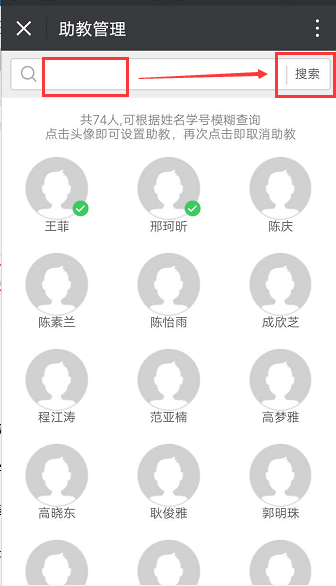 助教管理
搜索
共74人,可根据姓名学号模糊查询
点击头像即可设置助教，再次点击即取消助教
王菲 邢珂昕 陈庆
陈素兰 陈怡雨 成欣芝
程江涛 范亚楠 高梦雅
高晓东 耿俊雅 郭明珠